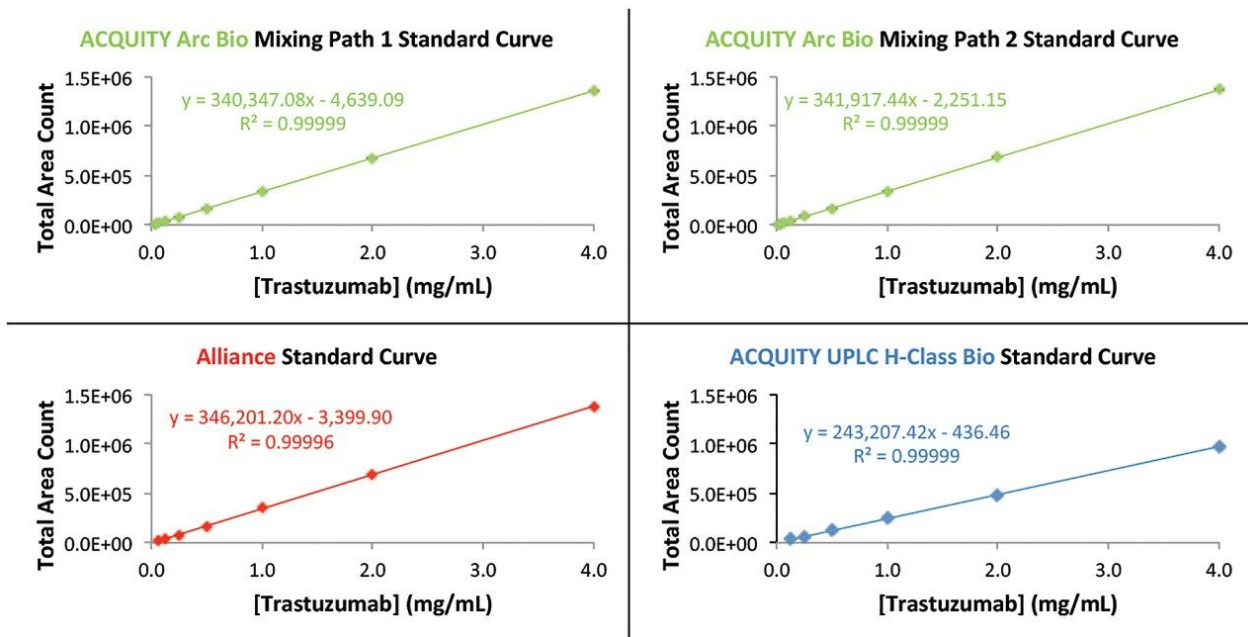 ACQUITY Arc Bio Mixing Path 1 Standard Curve
1.5E+06
1.0E+06
5.0E+05
0.0E+00
Total Area Count
y = 340,347.08x - 4,639.09
R² = 0.99999
0.0 1.0 2.0 3.0 4.0
[Trastuzumab] (mg/mL)
ACQUITY Arc Bio Mixing Path 2 Standard Curve
1.5E+06
1.0E+06
5.0E+05
0.0E+00
Total Area Count
y = 341,917.44x - 2,251.15
R² = 0.99999
0.0 1.0 2.0 3.0 4.0
[Trastuzumab] (mg/mL)
Alliance Standard Curve
1.5E+06
1.0E+06
5.0E+05
0.0E+00
Total Area Count
y = 346,201.20x - 3,399.90
R² = 0.99996
0.0 1.0 2.0 3.0 4.0
[Trastuzumab] (mg/mL)
ACQUITY UPLC H-Class Bio Standard Curve
1.5E+06
1.0E+06
5.0E+05
0.0E+00
Total Area Count
y = 243,207.42x - 436.46
R² = 0.99999
0.0 1.0 2.0 3.0 4.0
[Trastuzumab] (mg/mL)